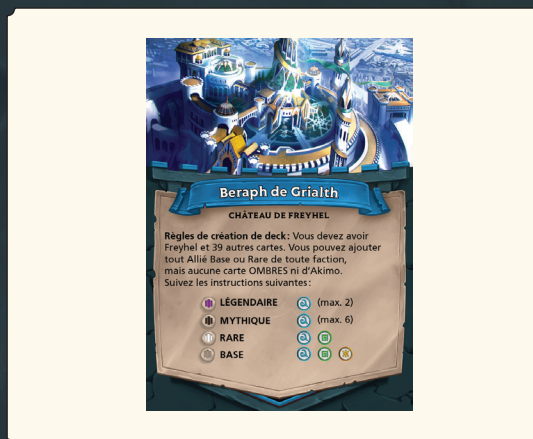 Beraph de Grialth
CHÂTEAU DE FREYHEL
Règles de création de deck : Vous devez avoir
Freyhel et 39 autres cartes. Vous pouvez ajouter
tout Allié Base ou Rare de toute faction,
mais aucune carte OMBRES ni d'Akimo.
Suivez les instructions suivantes :
LÉGENDAIRE (max. 2)
MYTHIQUE (max. 6)
RARE
BASE